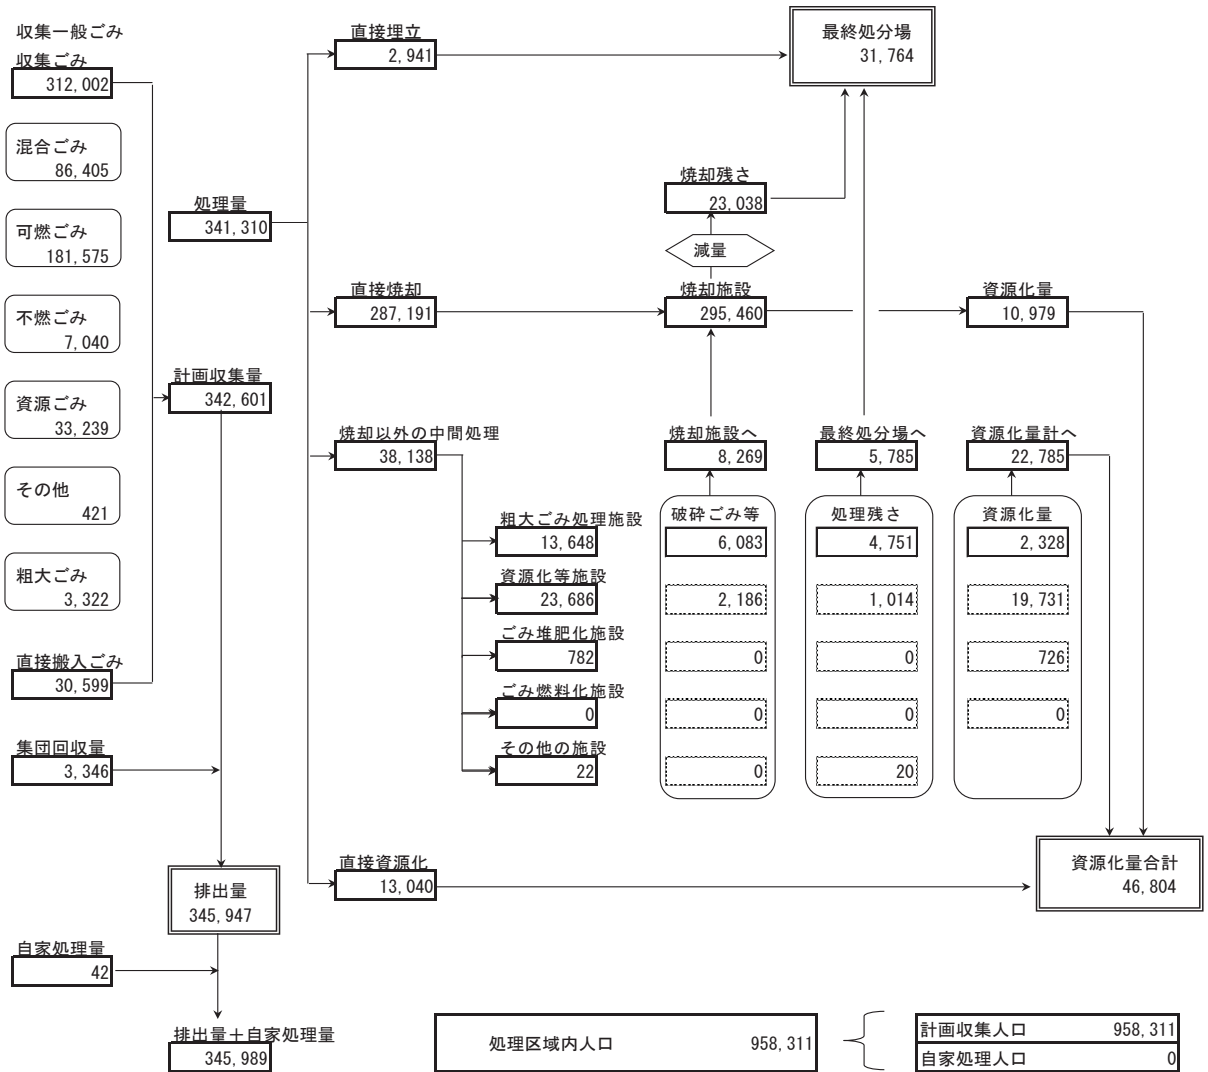 収集一般ごみ
収集ごみ
312,002
混合ごみ
86,405
可燃ごみ
181,575
不燃ごみ
7,040
資源ごみ
33,239
その他
421
粗大ごみ
3,322
直接搬入ごみ
30,599
集団回収量
3,346
自家処理量
42
処理量
341,310
計画収集量
342,601
排出量
345,947
排出量＋自家処理量
345,989
直接埋立
2,941
直接焼却
287,191
焼却以外の中間処理
38,138
粗大ごみ処理施設
13,648
資源化等施設
23,686
ごみ堆肥化施設
782
ごみ燃料化施設
0
その他の施設
22
直接資源化
13,040
最終処分場
31,764
焼却残さ
23,038
減量
焼却施設
295,460
資源化量
10,979
焼却施設へ
8,269
最終処分場へ
5,785
資源化量計へ
22,785
破砕ごみ等
6,083
2,186
0
0
0
処理残さ
4,751
1,014
0
0
20
資源化量
2,328
19,731
726
0
資源化量合計
46,804
処理区域内人口 958,311
計画収集人口 958,311
自家処理人口 0